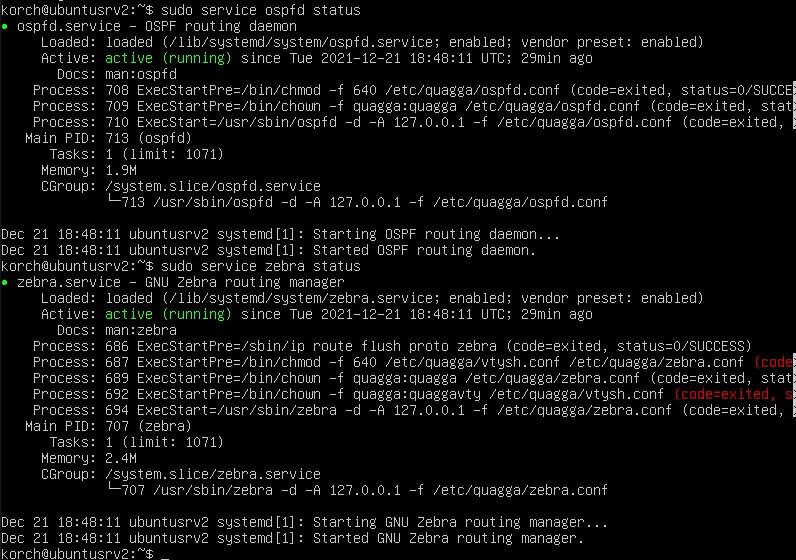 korch@ubuntusrv2:~$ sudo service ospfd status
● ospfd.service - OSPF routing daemon
Loaded: loaded (/lib/systemd/system/ospfd.service; enabled; vendor preset: enabled)
Active: active (running) since Tue 2021-12-21 18:48:11 UTC; 29min ago
Docs: man:ospfd
Process: 708 ExecStartPre=/bin/chmod -f 640 /etc/quagga/ospfd.conf (code=exited, status=0/SUCCE
Process: 709 ExecStartPre=/bin/chown -f quagga:quagga /etc/quagga/ospfd.conf (code=exited, stat
Process: 710 ExecStart=/usr/sbin/ospfd -d -A 127.0.0.1 -f /etc/quagga/ospfd.conf (code=exited,
Main PID: 713 (ospfd)
Tasks: 1 (limit: 1071)
Memory: 1.9M
CGroup: /system.slice/ospfd.service
└─713 /usr/sbin/ospfd -d -A 127.0.0.1 -f /etc/quagga/ospfd.conf
Dec 21 18:48:11 ubuntusrv2 systemd[1]: Starting OSPF routing daemon...
Dec 21 18:48:11 ubuntusrv2 systemd[1]: Started OSPF routing daemon.
korch@ubuntusrv2:~$ sudo service zebra status
● zebra.service - GNU Zebra routing manager
Loaded: loaded (/lib/systemd/system/zebra.service; enabled; vendor preset: enabled)
Active: active (running) since Tue 2021-12-21 18:48:11 UTC; 29min ago
Docs: man:zebra
Process: 686 ExecStartPre=/sbin/ip route flush proto zebra (code=exited, status=0/SUCCESS)
Process: 687 ExecStartPre=/bin/chmod -f 640 /etc/quagga/vtysh.conf /etc/quagga/zebra.conf (code
Process: 689 ExecStartPre=/bin/chown -f quagga:quagga /etc/quagga/zebra.conf (code=exited, stat
Process: 692 ExecStartPre=/bin/chown -f quagga:quaggavty /etc/quagga/vtysh.conf (code=exited, s
Process: 694 ExecStart=/usr/sbin/zebra -d -A 127.0.0.1 -f /etc/quagga/zebra.conf (code=exited,
Main PID: 707 (zebra)
Tasks: 1 (limit: 1071)
Memory: 2.4M
CGroup: /system.slice/zebra.service
└─707 /usr/sbin/zebra -d -A 127.0.0.1 -f /etc/quagga/zebra.conf
Dec 21 18:48:11 ubuntusrv2 systemd[1]: Starting GNU Zebra routing manager...
Dec 21 18:48:11 ubuntusrv2 systemd[1]: Started GNU Zebra routing manager.
korch@ubuntusrv2:~$ _